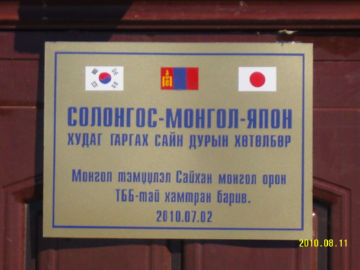 СОЛОНГОС-МОНГОЛ-ЯПОН
ХУДАГ ГАРГАХ САЙН ДУРЫН ХӨТӨЛБӨР
Монгол тэмүүлэл Сайхан монгол орон
ТББ-тай хамтран барив.
2010.07.02
2010.08.11